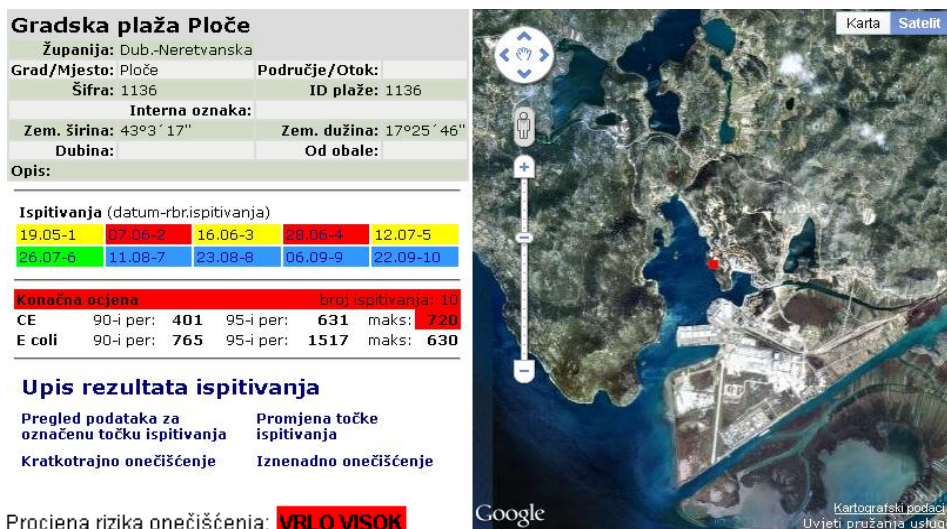 Gradska plaža Ploče
Županija: Dub.-Neretvanska
Grad/Mjesto: Ploče Područje/Otok:
Šifra: 1136 ID plaže: 1136
Interna oznaka:
Zem. širina: 43°3´17" Zem. dužina: 17°25´46"
Dubina: Od obale:
Opis:
Ispitivanja (datum-rbr.ispitivanja)
19.05-1 07.06-2 16.06-3 28.06-4 12.07-5
26.07-6 11.08-7 23.08-8 06.09-9 22.09-10
Konačna ocjena broj ispitivanja: 10
CE 90-i per: 401 95-i per: 631 maks: 720
E coli 90-i per: 765 95-i per: 1517 maks: 630
Upis rezultata ispitivanja
Pregled podataka za označenu točku ispitivanja
Promjena točke ispitivanja
Kratkotrajno onečišćenje Iznenadno onečišćenje
Procjena rizika onečišćenja: VRLO VISOK
Karta Satelit
Google
Kartografski podaci
Uvjeti pružanja uslug